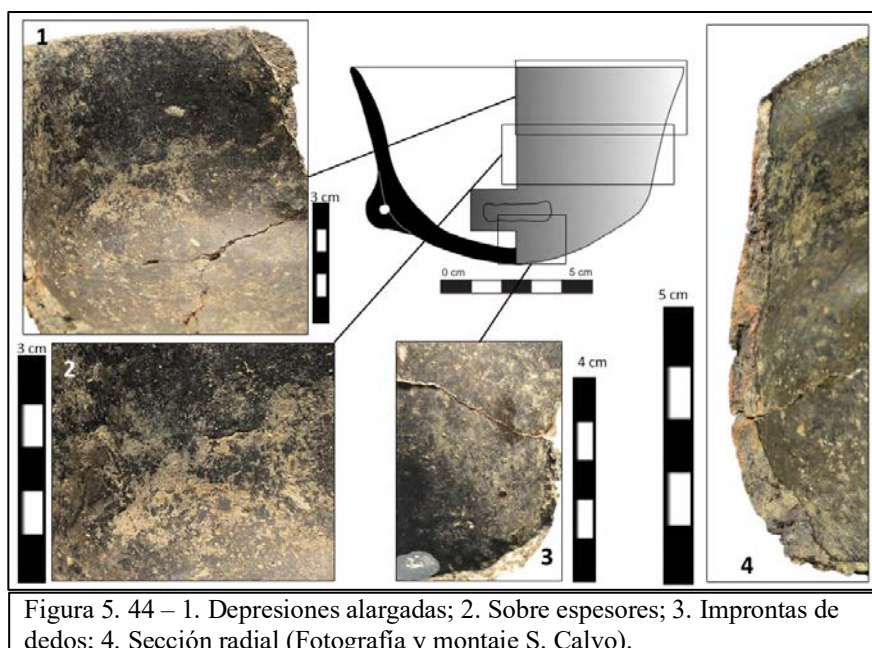 1
3 cm
0 cm
5 cm
3 cm
2
4 cm
3
5 cm
4
Figura 5. 44 – 1. Depresiones alargadas; 2. Sobre espesores; 3. Improntas de
dedos; 4. Sección radial (Fotografía y montaje S. Calvo).